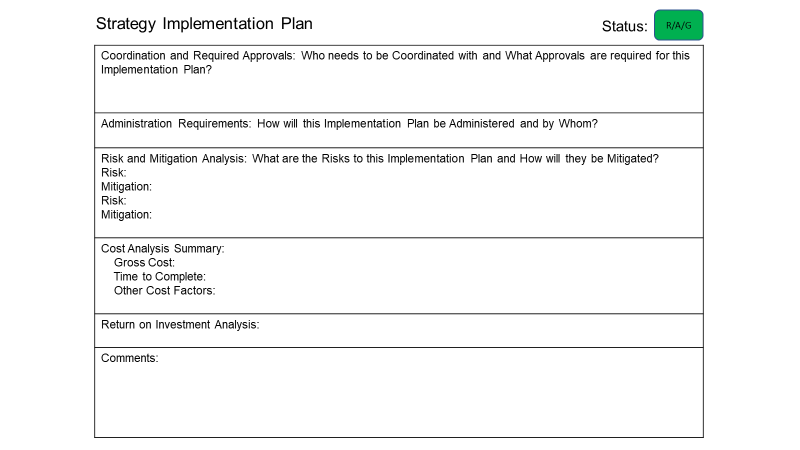 Strategy Implementation Plan
Status:
R/A/G
Coordination and Required Approvals: Who needs to be Coordinated with and What Approvals are required for this
Implementation Plan?
Administration Requirements: How will this Implementation Plan be Administered and by Whom?
Risk and Mitigation Analysis: What are the Risks to this Implementation Plan and How will they be Mitigated?
Risk:
Mitigation:
Risk:
Mitigation:
Cost Analysis Summary:
Gross Cost:
Time to Complete:
Other Cost Factors:
Return on Investment Analysis:
Comments: